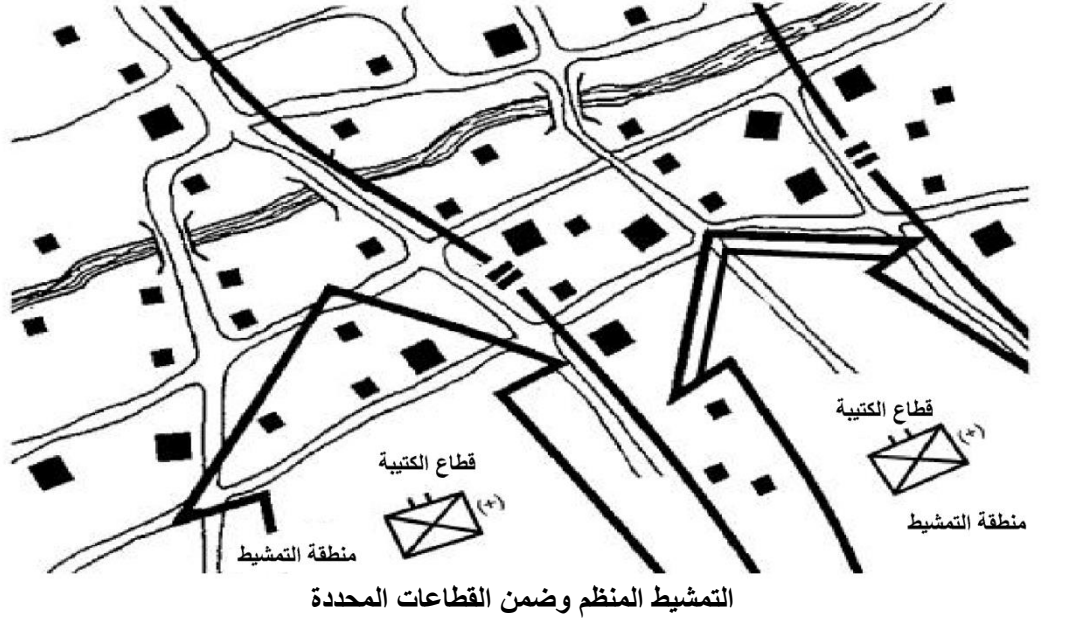 قطاع الكتيبة
(+)
منطقة التمشيط
قطاع الكتيبة
(+)
منطقة التمشيط
التمشيط المنظم وضمن القطاعات المحددة